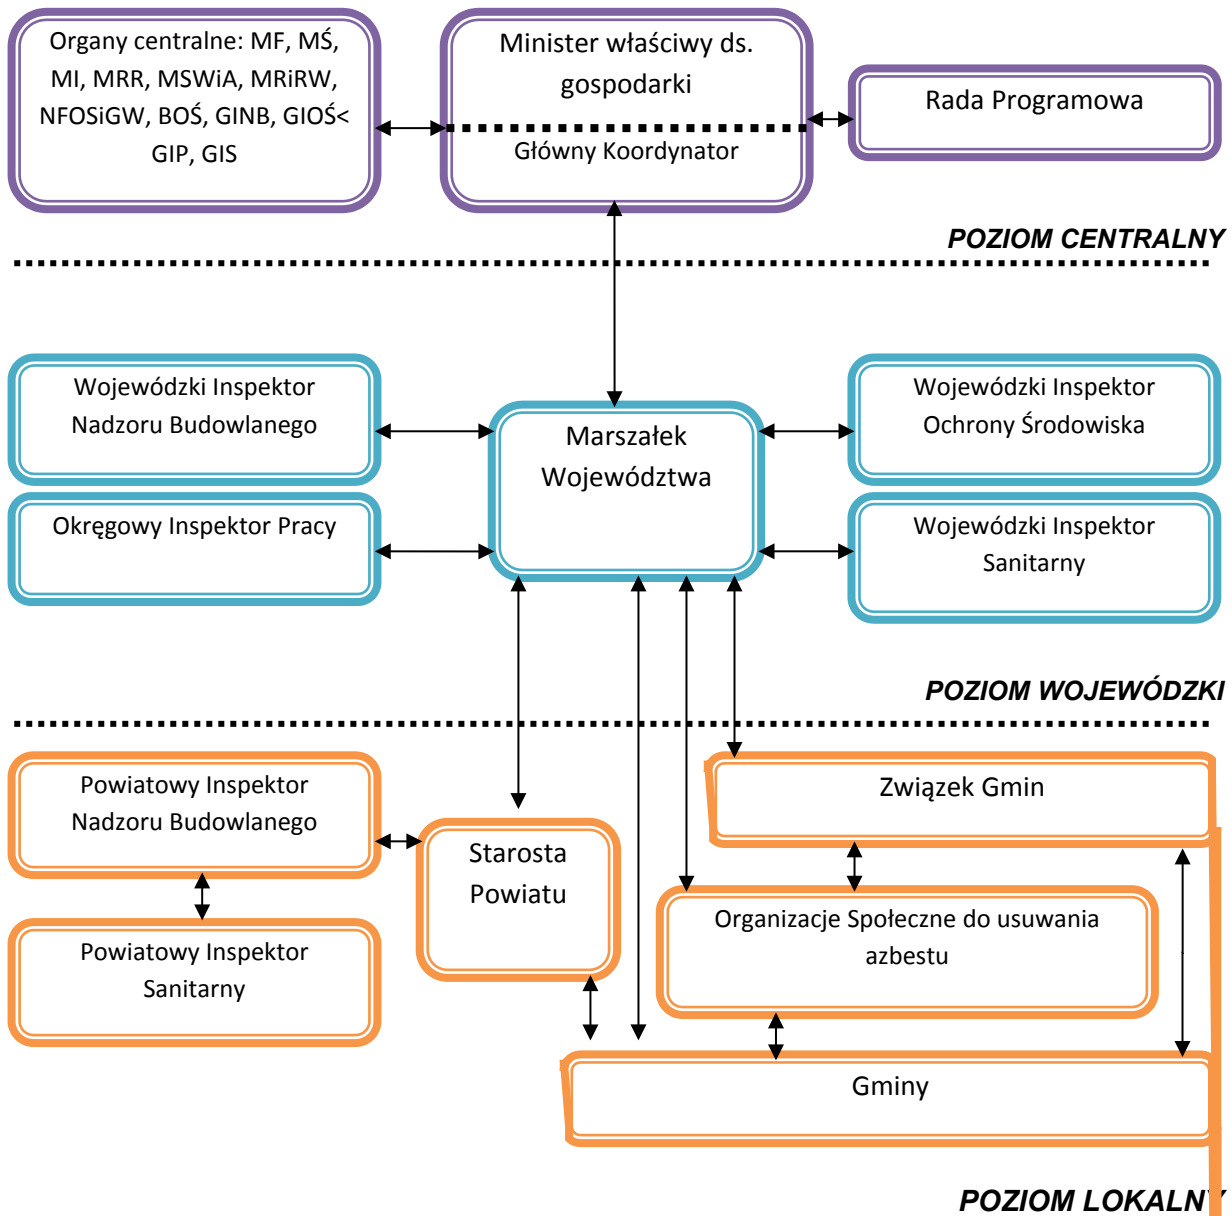 Organy centralne: MF, MŚ,
MI, MRR, MSWiA, MRiRW,
NFOSiGW, BOŚ, GINB, GIOŚ<
GIP, GIS
Minister właściwy ds.
gospodarki
Główny Koordynator
Rada Programowa
POZIOM CENTRALNY
Wojewódzki Inspektor
Nadzoru Budowlanego
Okręgowy Inspektor Pracy
Marszałek
Województwa
Wojewódzki Inspektor
Ochrony Środowiska
Wojewódzki Inspektor
Sanitarny
POZIOM WOJEWÓDZKI
Powiatowy Inspektor
Nadzoru Budowlanego
Powiatowy Inspektor
Sanitarny
Starosta
Powiatu
Związek Gmin
Organizacje Społeczne do usuwania
azbestu
Gminy
POZIOM LOKALNY